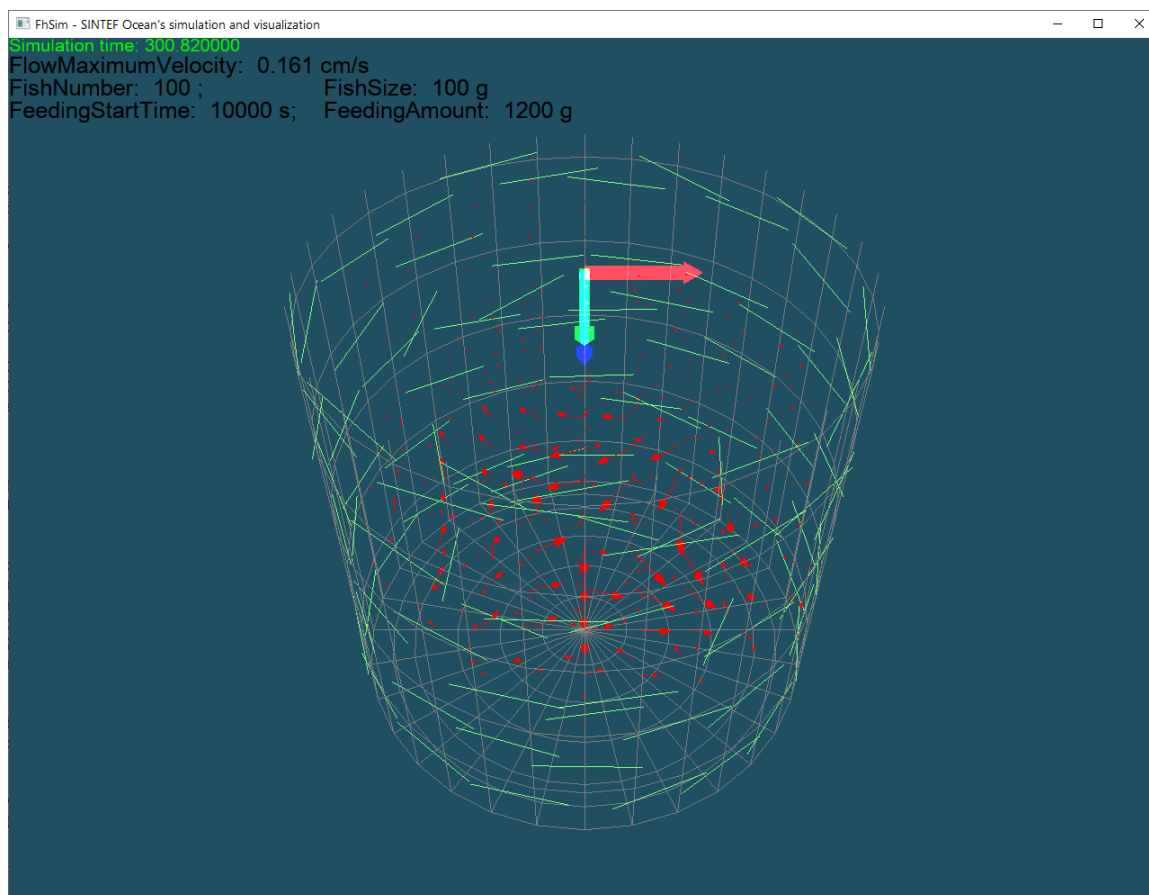 FhSim - SINTEF Ocean's simulation and visualization
Simulation time: 300.820000
FlowMaximumVelocity: 0.161 cm/s
FishNumber: 100 ; FishSize: 100 g
FeedingStartTime: 10000 s; FeedingAmount: 1200 g